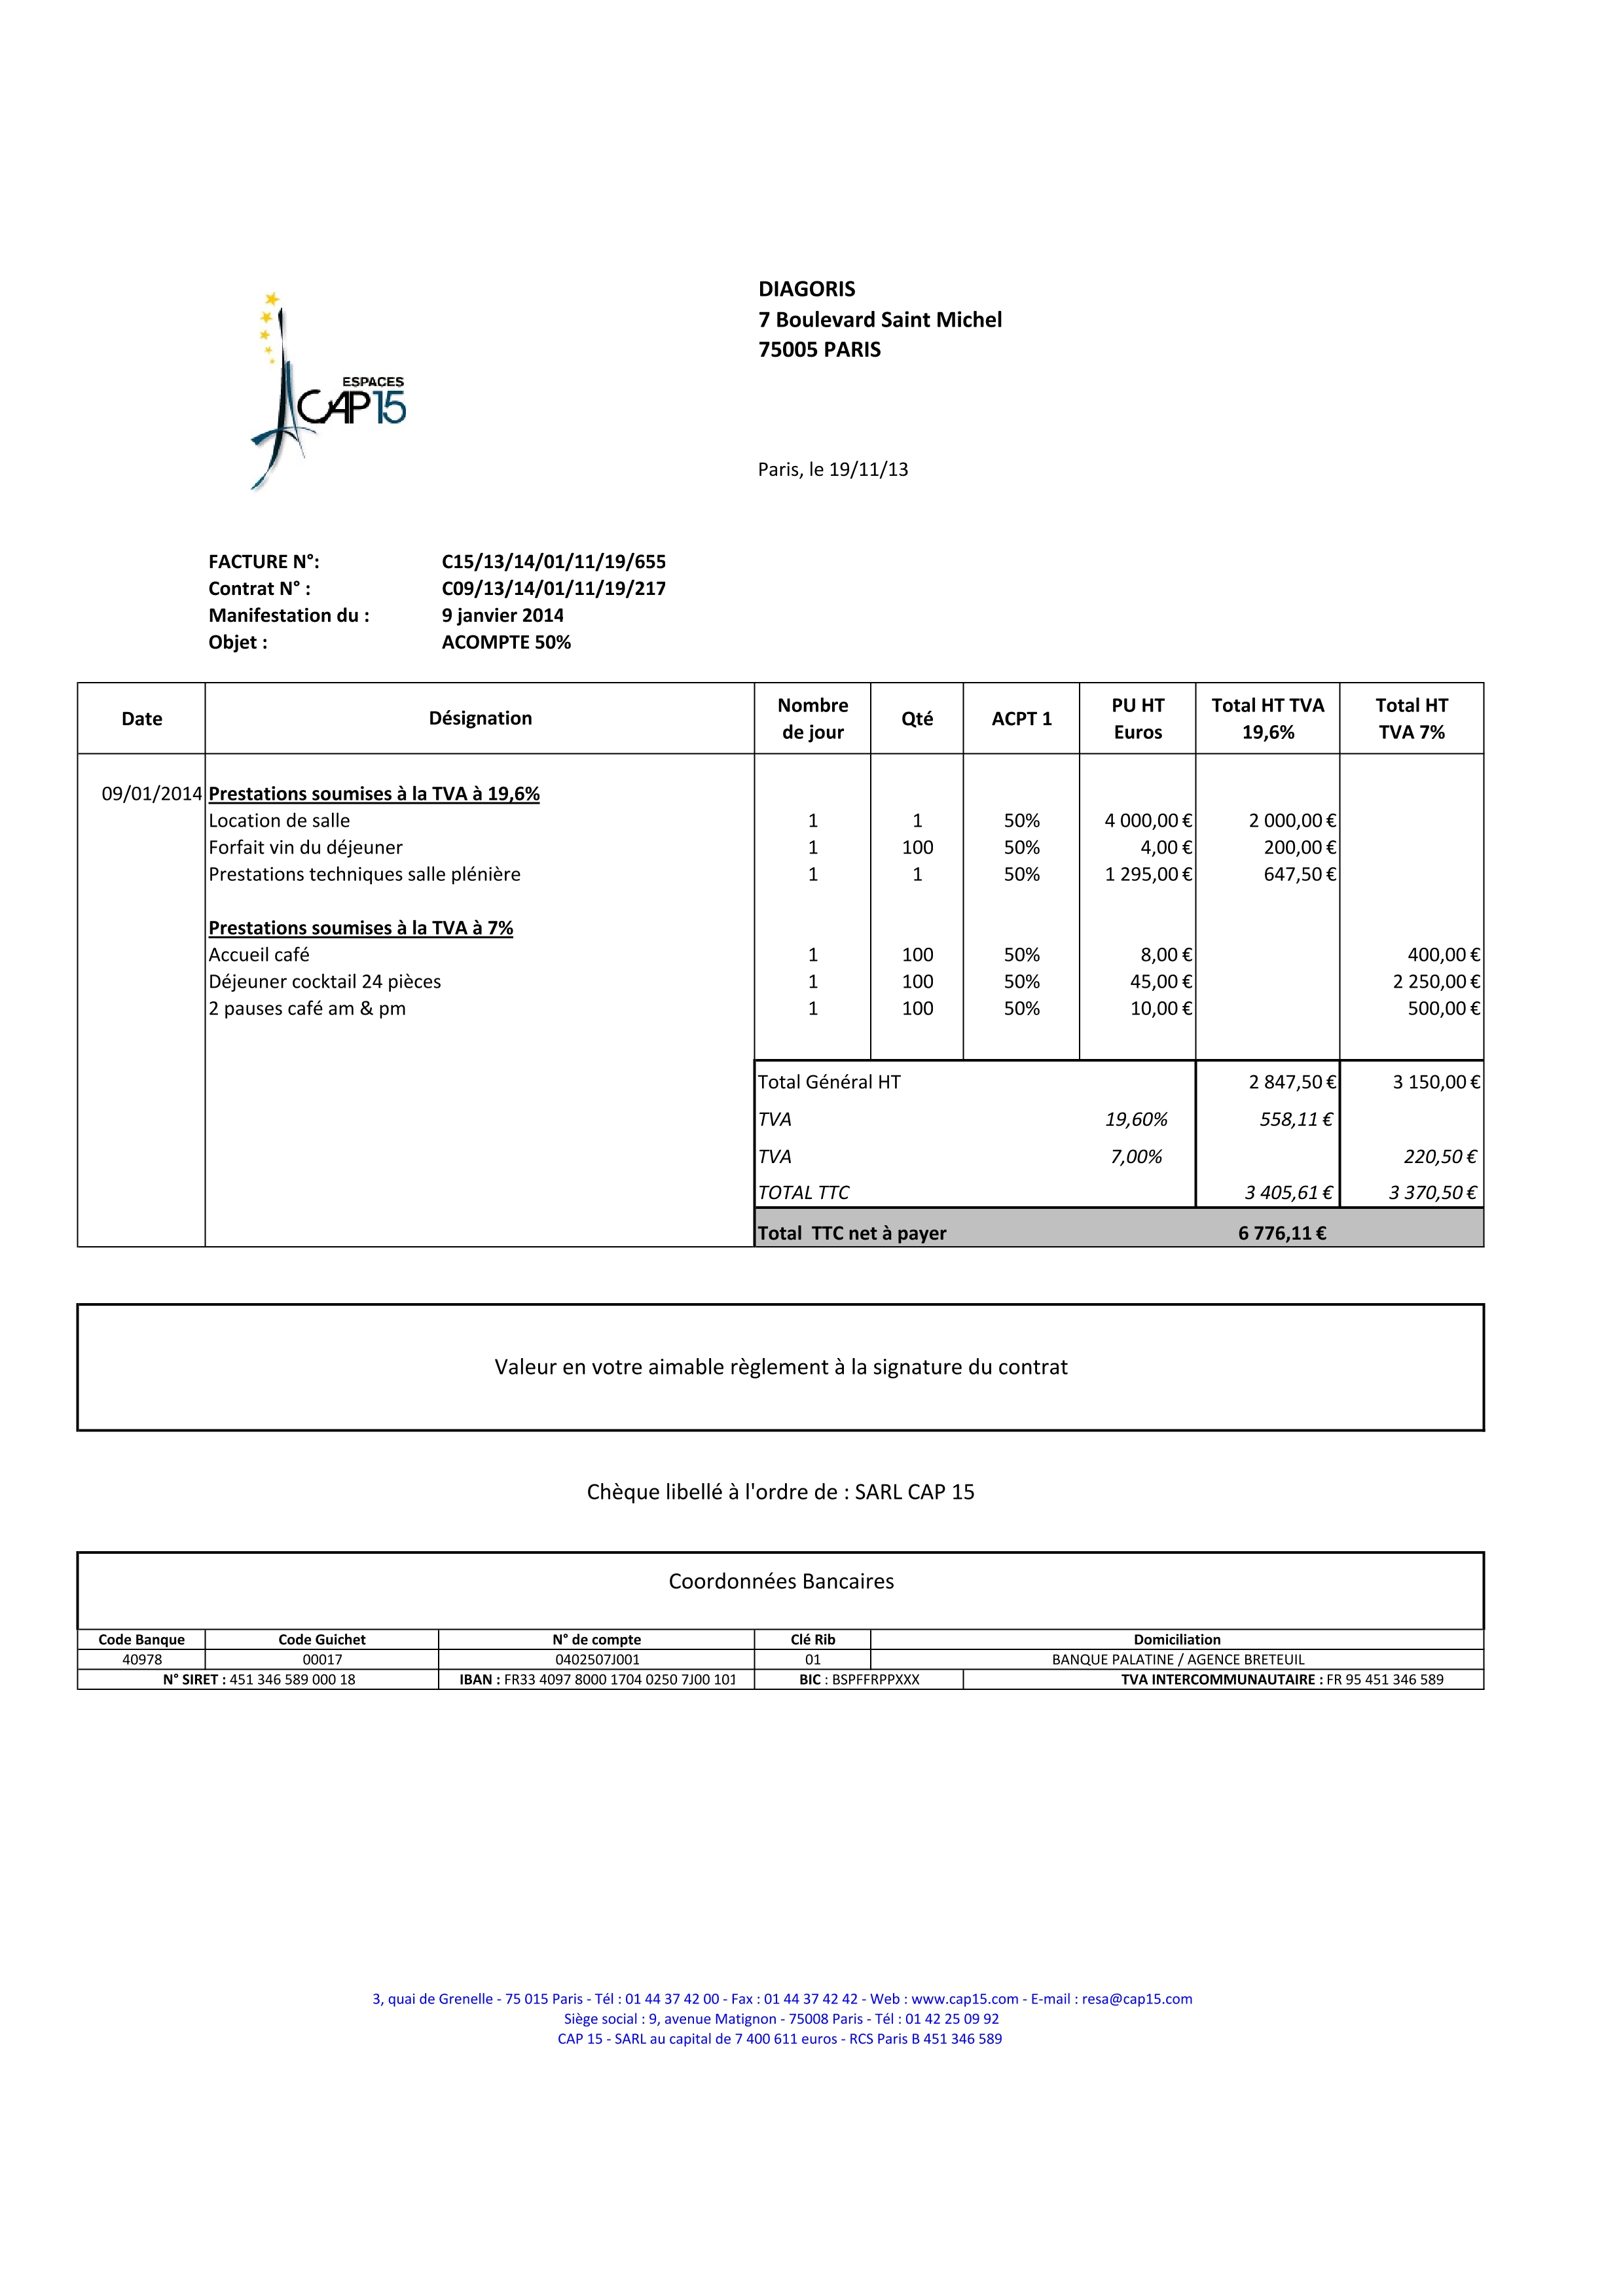 DIAGORIS
7 Boulevard Saint Michel
75005 PARIS
ESPACES
CAP15
Paris, le 19/11/13
FACTURE N°: C15/13/14/01/11/19/655
Contrat N° : C09/13/14/01/11/19/217
Manifestation du : 9 janvier 2014
Objet : ACOMPTE 50%
Date Désignation Nombre de jour Qté ACPT 1 PU HT Euros Total HT TVA 19,6% Total HT TVA 7%
09/01/2014 Prestations soumises à la TVA à 19,6%
Location de salle 1 1 50% 4 000,00 € 2 000,00 €
Forfait vin du déjeuner 1 100 50% 4,00 € 200,00 €
Prestations techniques salle plénière 1 1 50% 1 295,00 € 647,50 €
Prestations soumises à la TVA à 7%
Accueil café 1 100 50% 8,00 € 400,00 €
Déjeuner cocktail 24 pièces 1 100 50% 45,00 € 2 250,00 €
2 pauses café am & pm 1 100 50% 10,00 € 500,00 €
Total Général HT 2 847,50 € 3 150,00 €
TVA 19,60% 558,11 €
TVA 7,00% 220,50 €
TOTAL TTC 3 405,61 € 3 370,50 €
Total TTC net à payer 6 776,11 €
Valeur en votre aimable règlement à la signature du contrat
Chèque libellé à l'ordre de : SARL CAP 15
Coordonnées Bancaires
Code Banque Code Guichet N° de compte Clé Rib Domiciliation
40978 00017 0402507J001 01 BANQUE PALATINE / AGENCE BRETEUIL
N° SIRET : 451 346 589 000 18 IBAN : FR33 4097 8000 1704 0250 7J00 101 BIC : BSPFFRPPXXX TVA INTERCOMMUNAUTAIRE : FR 95 451 346 589
3, quai de Grenelle - 75 015 Paris - Tél : 01 44 37 42 00 - Fax : 01 44 37 42 42 - Web : www.cap15.com - E-mail : resa@cap15.com
Siège social : 9, avenue Matignon - 75008 Paris - Tél : 01 42 25 09 92
CAP 15 - SARL au capital de 7 400 611 euros - RCS Paris B 451 346 589